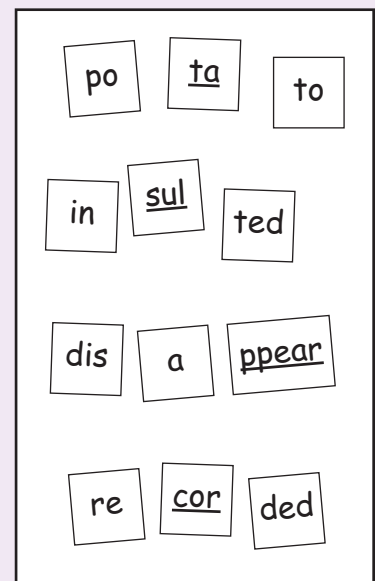 po ta to
in sul ted
dis a ppear
re cor ded